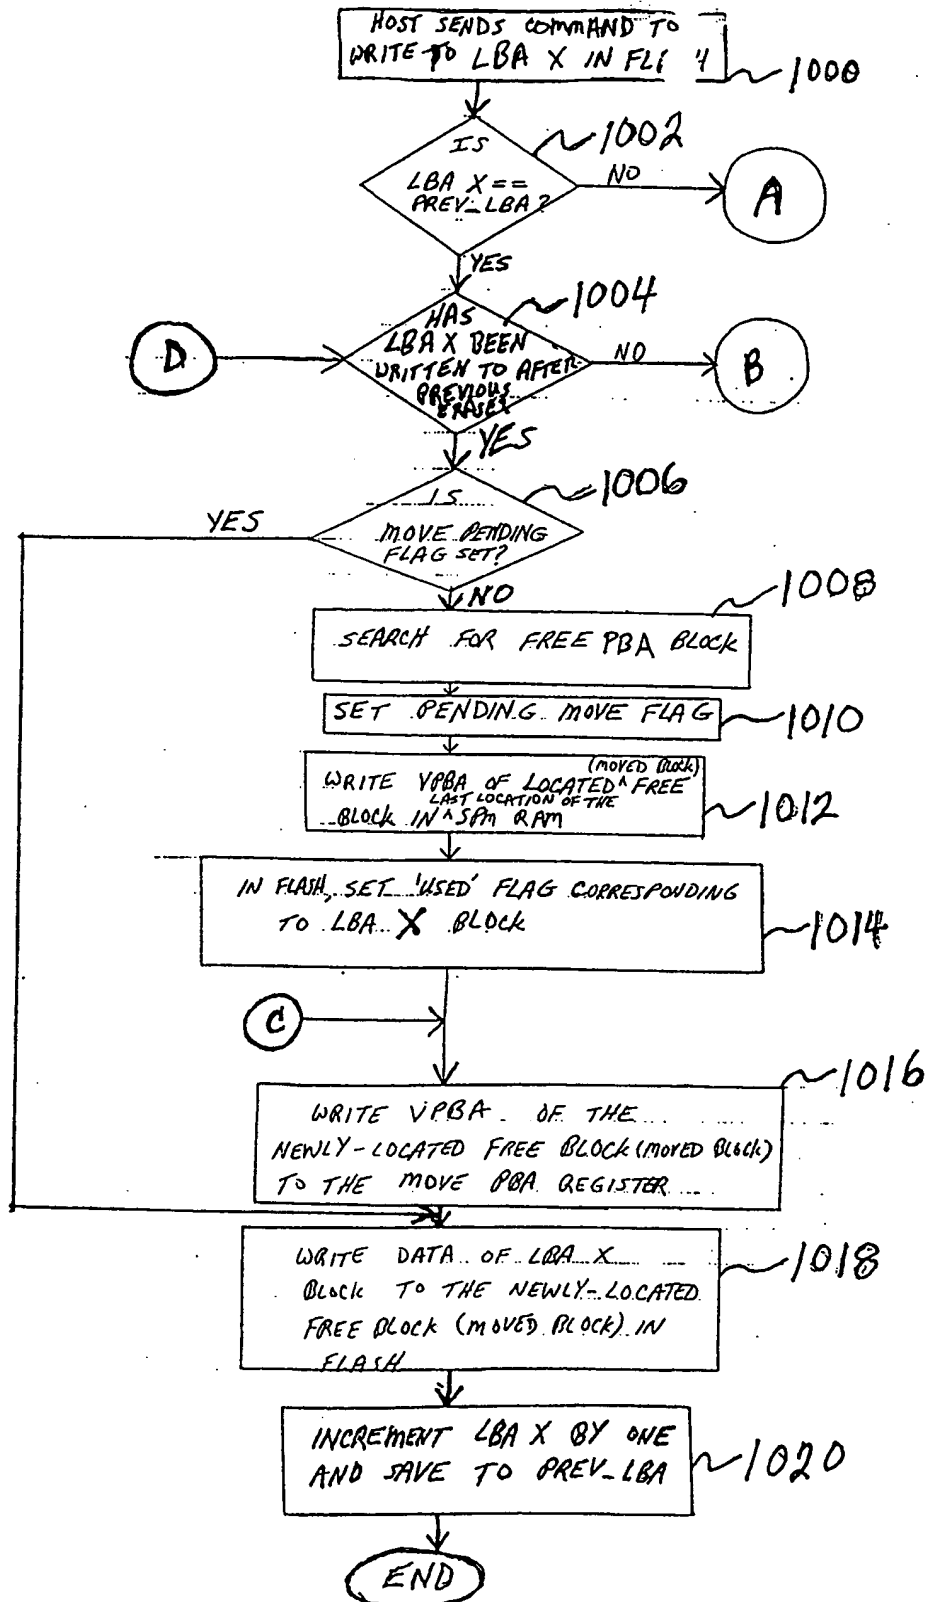 HOST SENDS COMMAND TO
WRITE TO LBA X IN
1000
IS
LBA X ==
PREV_LBA?
1002
NO
A
YES
D
HAS
LBA X BEEN
WRITTEN TO AFTER
PREVIOUS
ERASES
1004
NO
B
YES
IS
MOVE PENDING
FLAG SET?
1006
YES
NO
1008
SEARCH FOR FREE PBA BLOCK
SET PENDING MOVE FLAG
1010
(MOVED BLOCK)
WRITE VPBA OF LOCATED ^ FREE
LAST LOCATION OF THE
BLOCK IN ^ SPM RAM
1012
IN FLASH, SET 'USED' FLAG CORRESPONDING
TO LBA X BLOCK
1014
C
1016
WRITE VPBA OF THE
NEWLY-LOCATED FREE BLOCK (MOVED BLOCK)
TO THE MOVE PBA REGISTER
WRITE DATA OF LBA X
BLOCK TO THE NEWLY-LOCATED
FREE BLOCK (MOVED BLOCK) IN
FLASH
1018
INCREMENT LBA X BY ONE
AND SAVE TO PREV_LBA
1020
END